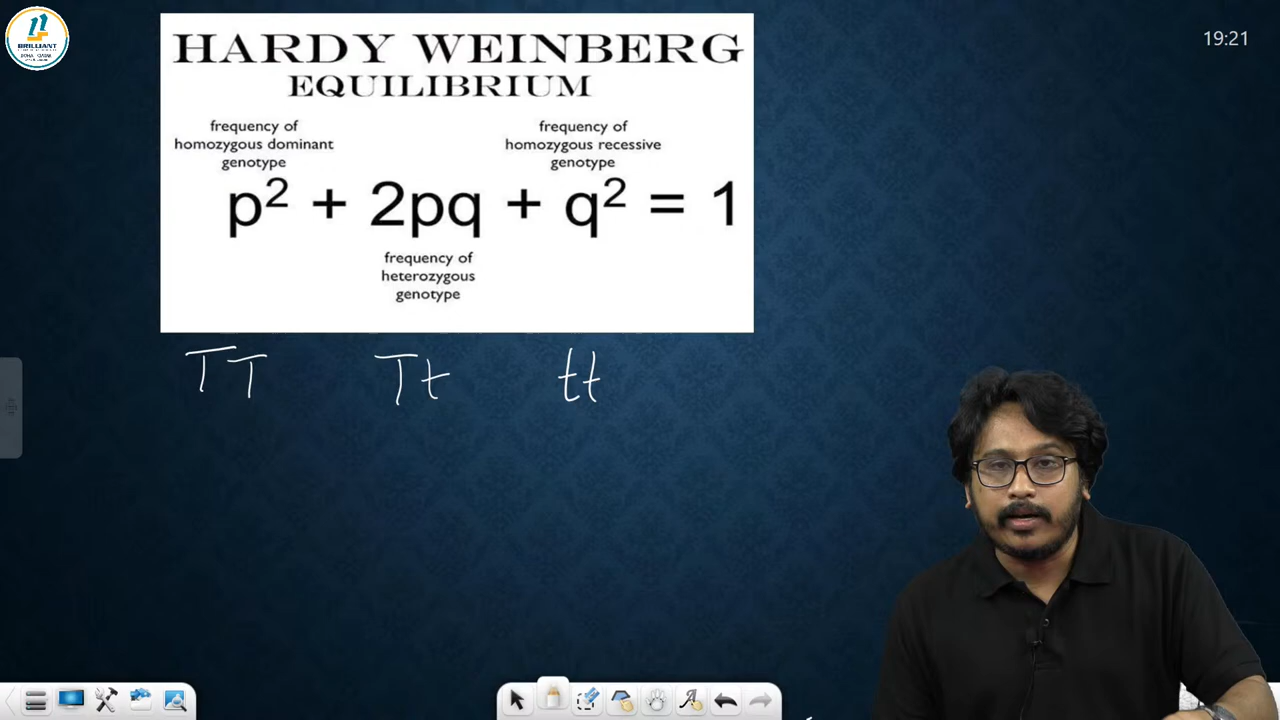 BRILLIANT
19:21
HARDY WEINBERG
EQUILIBRIUM
frequency of
homozygous dominant
genotype
frequency of
homozygous recessive
genotype
p² + 2pq + q² = 1
frequency of
heterozygous
genotype
TT Tt tt